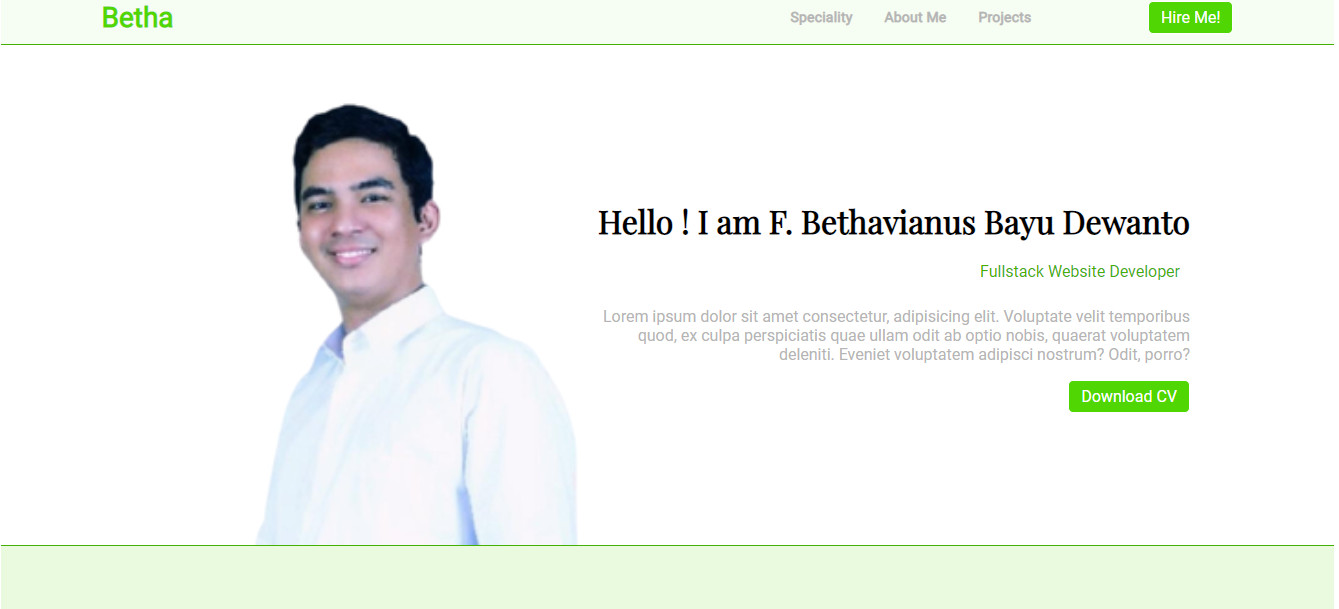 Betha
Speciality About Me Projects Hire Me!
Hello ! I am F. Bethavianus Bayu Dewanto
Fullstack Website Developer
Lorem ipsum dolor sit amet consectetur, adipisicing elit. Voluptate velit temporibus
quod, ex culpa perspiciatis quae ullam odit ab optio nobis, quaerat voluptatem
deleniti. Eveniet voluptatem adipisci nostrum? Odit, porro?
Download CV